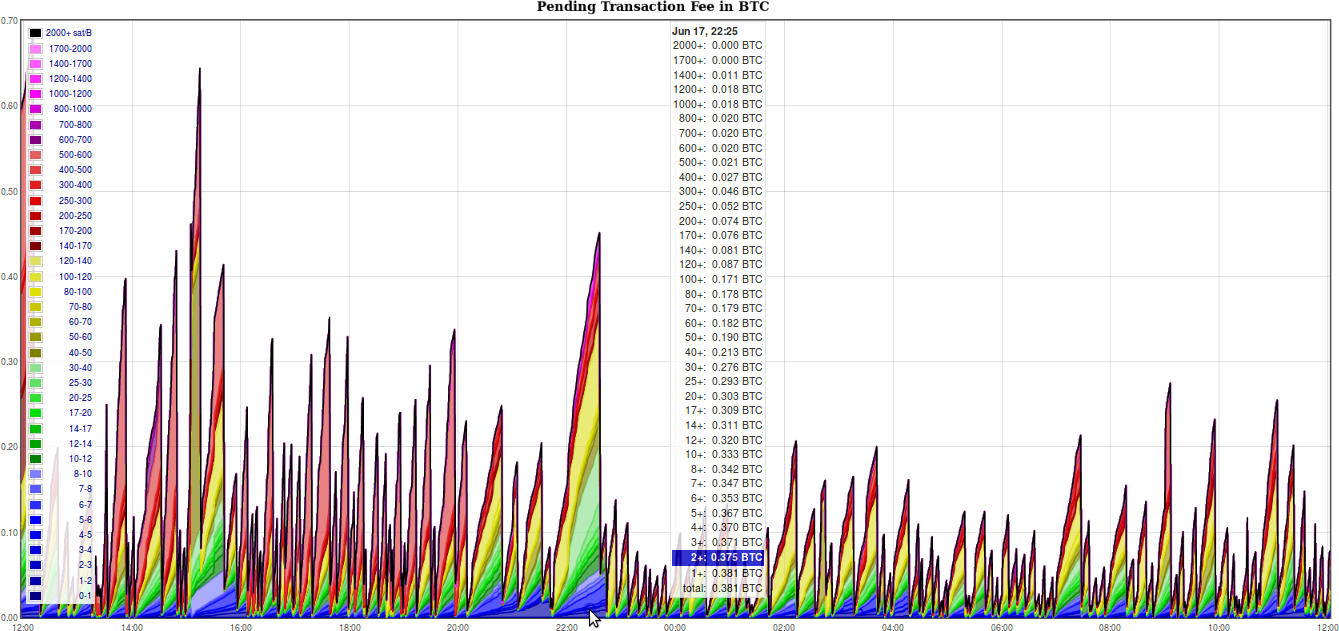 Pending Transaction Fee in BTC
0.70
0.60
0.50
0.40
0.30
0.20
0.10
0.00
2000+ sat/B
1700-2000
1400-1700
1200-1400
1000-1200
800-1000
700-800
600-700
500-600
400-500
300-400
250-300
200-250
170-200
140-170
120-140
100-120
80-100
70-80
60-70
50-60
40-50
30-40
25-30
20-25
17-20
14-17
12-14
10-12
8-10
7-8
6-7
5-6
4-5
3-4
2-3
1-2
0-1
Jun 17, 22:25
2000+: 0.000 BTC
1700+: 0.000 BTC
1400+: 0.011 BTC
1200+: 0.018 BTC
1000+: 0.018 BTC
800+: 0.020 BTC
700+: 0.020 BTC
600+: 0.020 BTC
500+: 0.021 BTC
400+: 0.027 BTC
300+: 0.046 BTC
250+: 0.052 BTC
200+: 0.074 BTC
170+: 0.076 BTC
140+: 0.081 BTC
120+: 0.087 BTC
100+: 0.171 BTC
80+: 0.178 BTC
70+: 0.179 BTC
60+: 0.182 BTC
50+: 0.190 BTC
40+: 0.213 BTC
30+: 0.276 BTC
25+: 0.293 BTC
20+: 0.303 BTC
17+: 0.309 BTC
14+: 0.311 BTC
12+: 0.320 BTC
10+: 0.333 BTC
8+: 0.342 BTC
7+: 0.347 BTC
6+: 0.353 BTC
5+: 0.367 BTC
4+: 0.370 BTC
3+: 0.371 BTC
2+: 0.375 BTC
1+: 0.381 BTC
total: 0.381 BTC
12:00 14:00 16:00 18:00 20:00 22:00 00:00 02:00 04:00 06:00 08:00 10:00 12:00